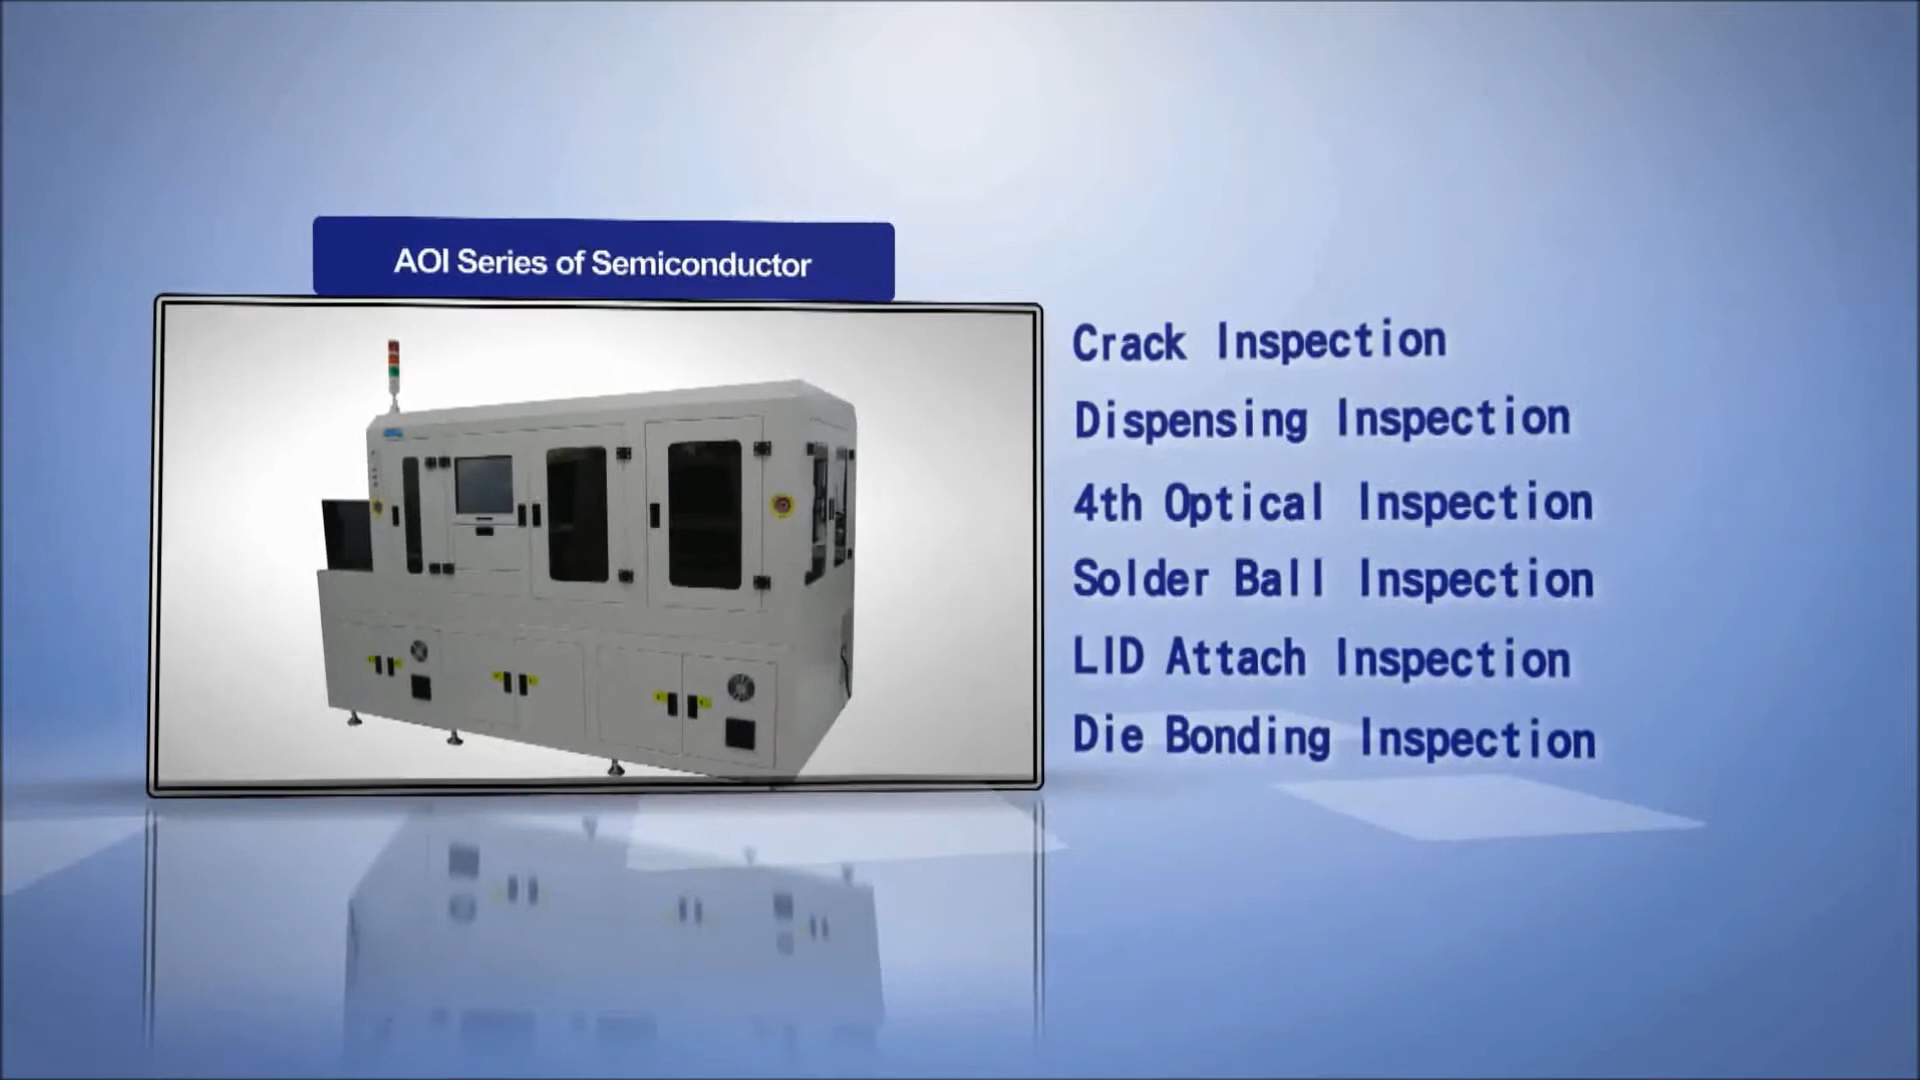 AOI Series of Semiconductor
Crack Inspection
Dispensing Inspection
4th Optical Inspection
Solder Ball Inspection
LID Attach Inspection
Die Bonding Inspection